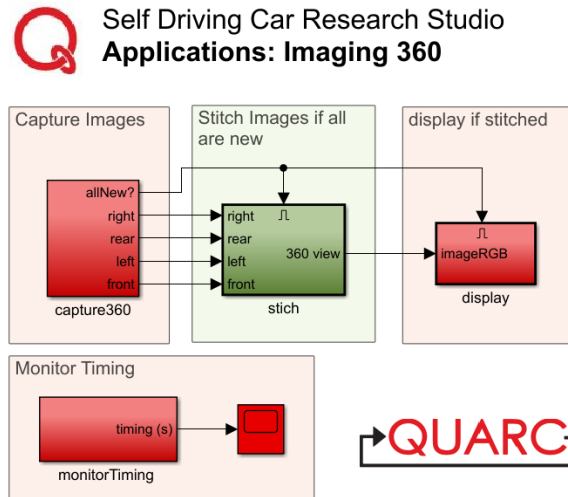 Self Driving Car Research Studio
Applications: Imaging 360
Capture Images
allNew?
right
rear
left
front
capture360
Stitch Images if all
are new
right
rear
left
front
360 view
stich
display if stitched
imageRGB
display
Monitor Timing
timing (s)
monitorTiming
QUARC